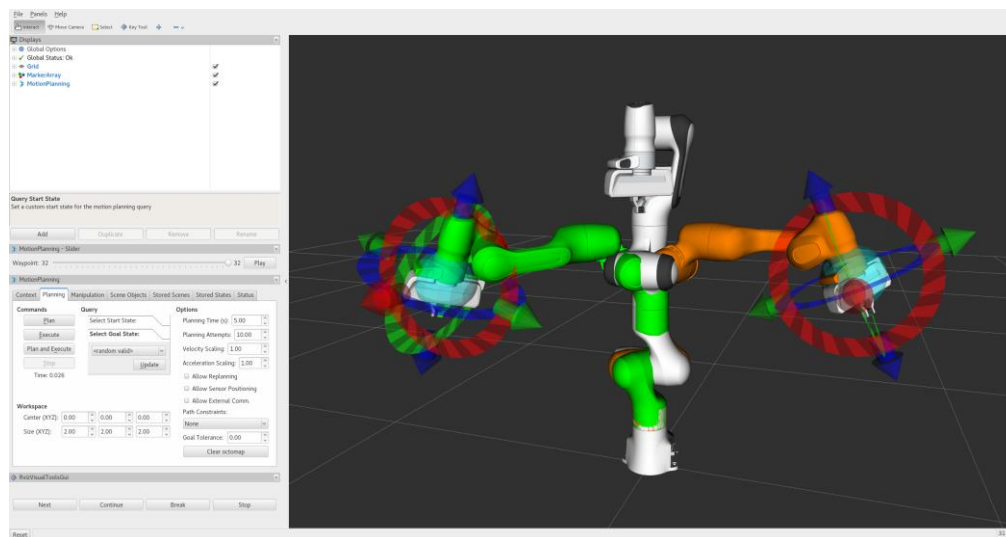 File Panels Help
Interact Move Camera Select Key Tool
Displays
Global Options
Global Status: Ok
Grid
MarkerArray
MotionPlanning
Query Start State
Set a custom start state for the motion planning query
Add Duplicate Remove Rename
MotionPlanning - Slider
Waypoint: 32 32 Play
MotionPlanning
Context Planning Manipulation Scene Objects Stored Scenes Stored States Status
Commands Query Options
Plan Select Start State: Planning Time (s): 5.00
Execute Select Goal State: Planning Attempts: 10.00
Plan and Execute <random valid> Velocity Scaling: 1.00
Stop Update Acceleration Scaling: 1.00
Time: 0.026 Allow Replanning
Allow Sensor Positioning
Allow External Comm.
Workspace Path Constraints:
Center (XYZ): 0.00 0.00 0.00 None
Size (XYZ): 2.00 2.00 2.00 Goal Tolerance: 0.00
Clear octomap
RvizVisualToolsGui
Next Continue Break Stop
Reset